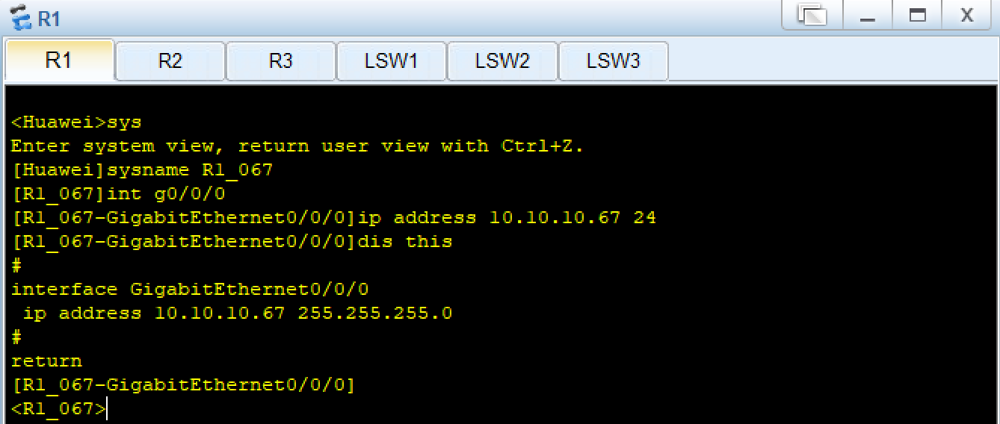 R1
R1 R2 R3 LSW1 LSW2 LSW3
<Huawei>sys
Enter system view, return user view with Ctrl+Z.
[Huawei]sysname R1_067
[R1_067]int g0/0/0
[R1_067-GigabitEthernet0/0/0]ip address 10.10.10.67 24
[R1_067-GigabitEthernet0/0/0]dis this
#
interface GigabitEthernet0/0/0
 ip address 10.10.10.67 255.255.255.0
#
return
[R1_067-GigabitEthernet0/0/0]
<R1_067>